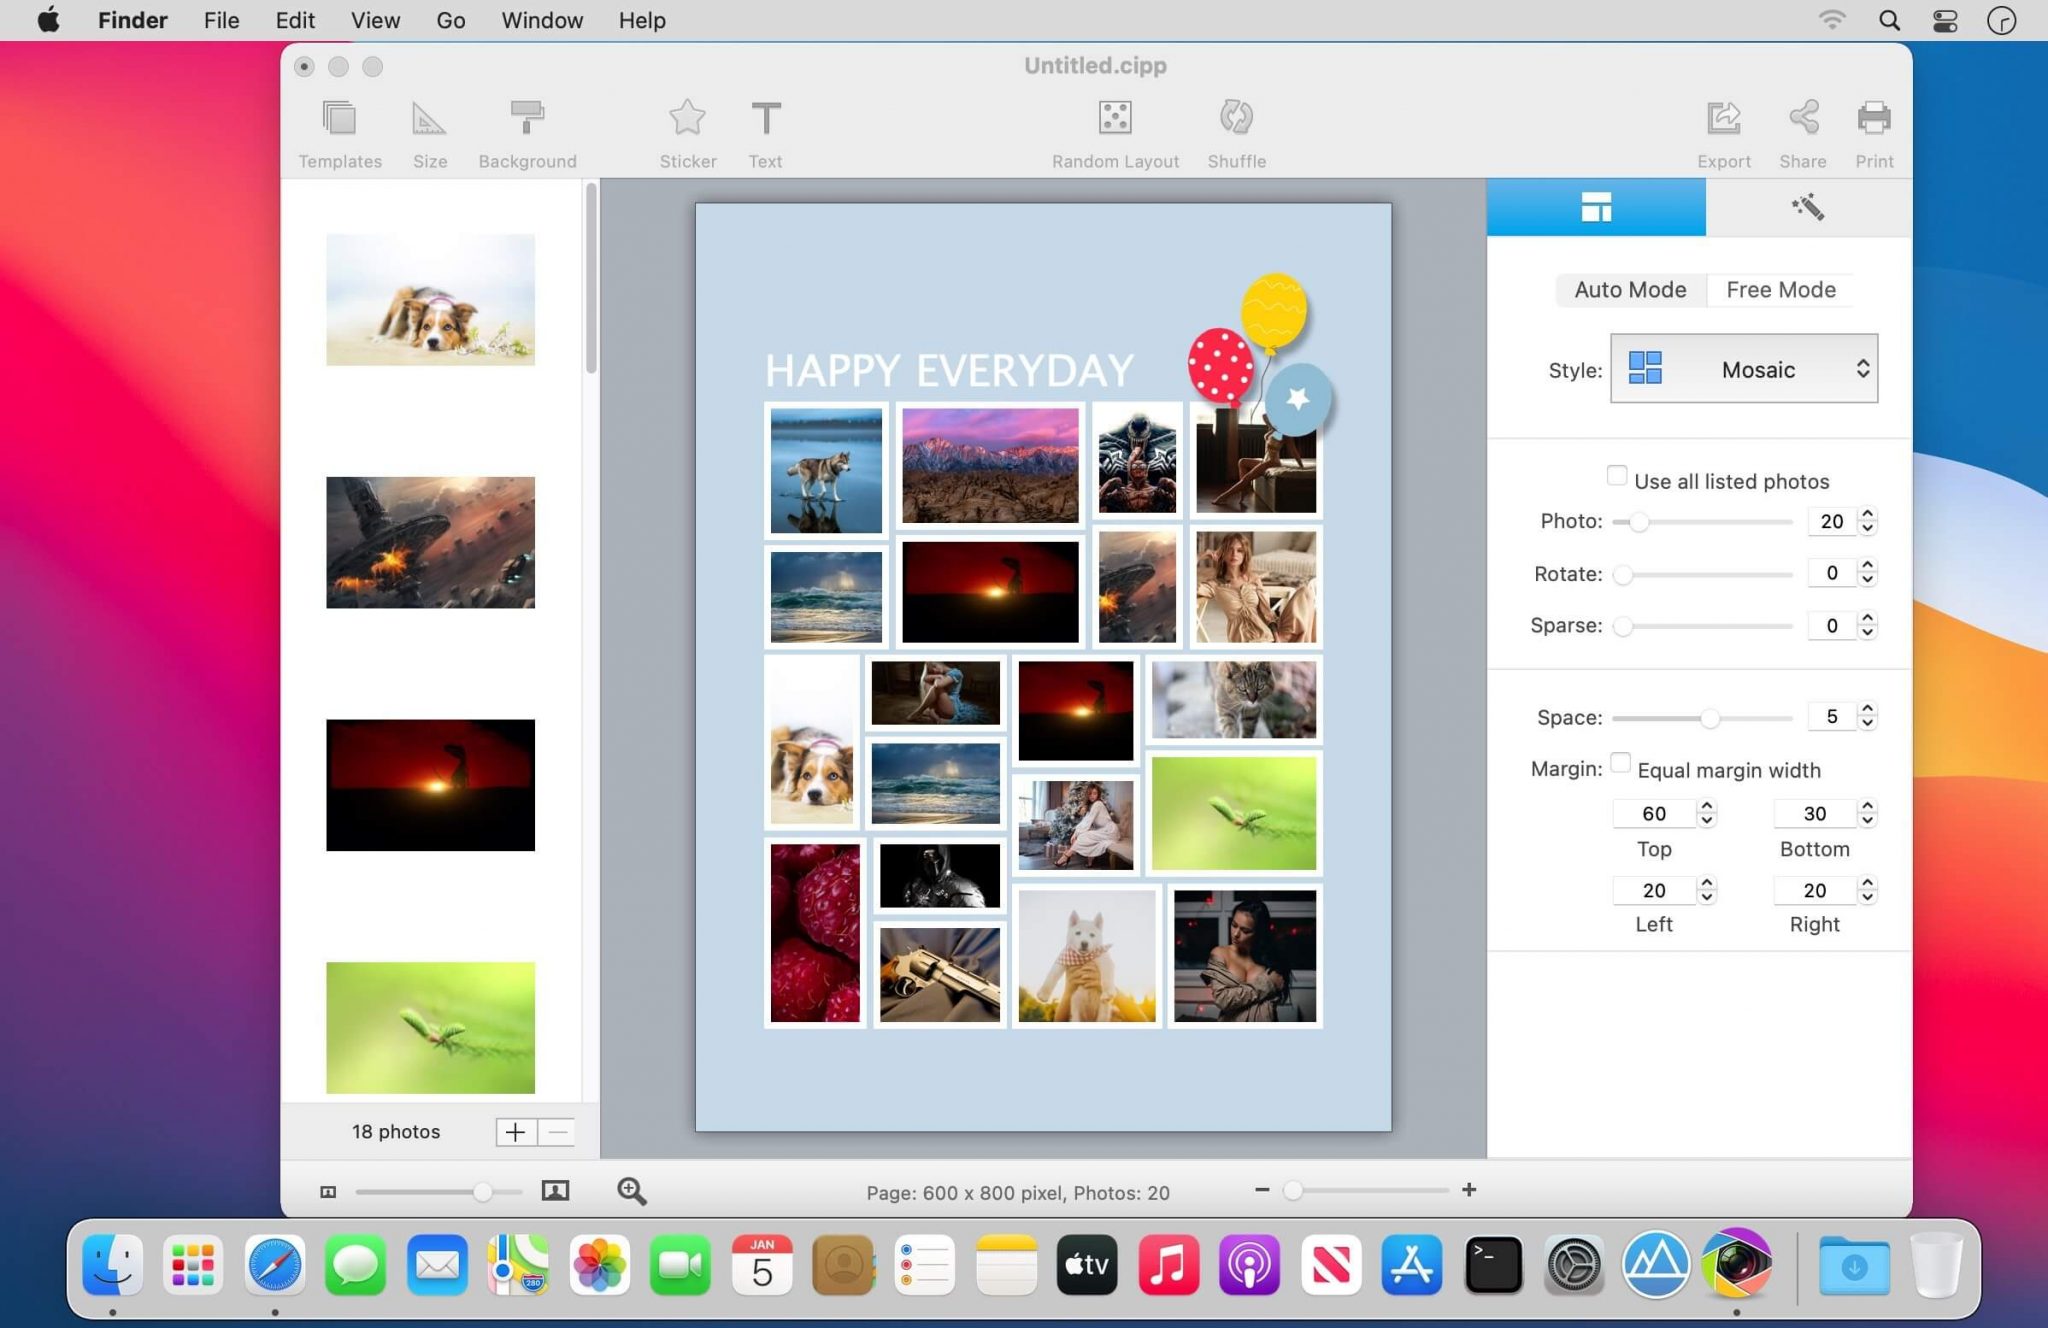 Finder File Edit View Go Window Help
Untitled.cipp
Templates Size Background Sticker Text Random Layout Shuffle Export Share Print
Auto Mode Free Mode
HAPPY EVERYDAY
Style: Mosaic
Use all listed photos
Photo: 20
Rotate: 0
Sparse: 0
Space: 5
Margin: Equal margin width
60 30
Top Bottom
20 20
Left Right
18 photos
Page: 600 x 800 pixel, Photos: 20
JAN
5
280
tv
>_